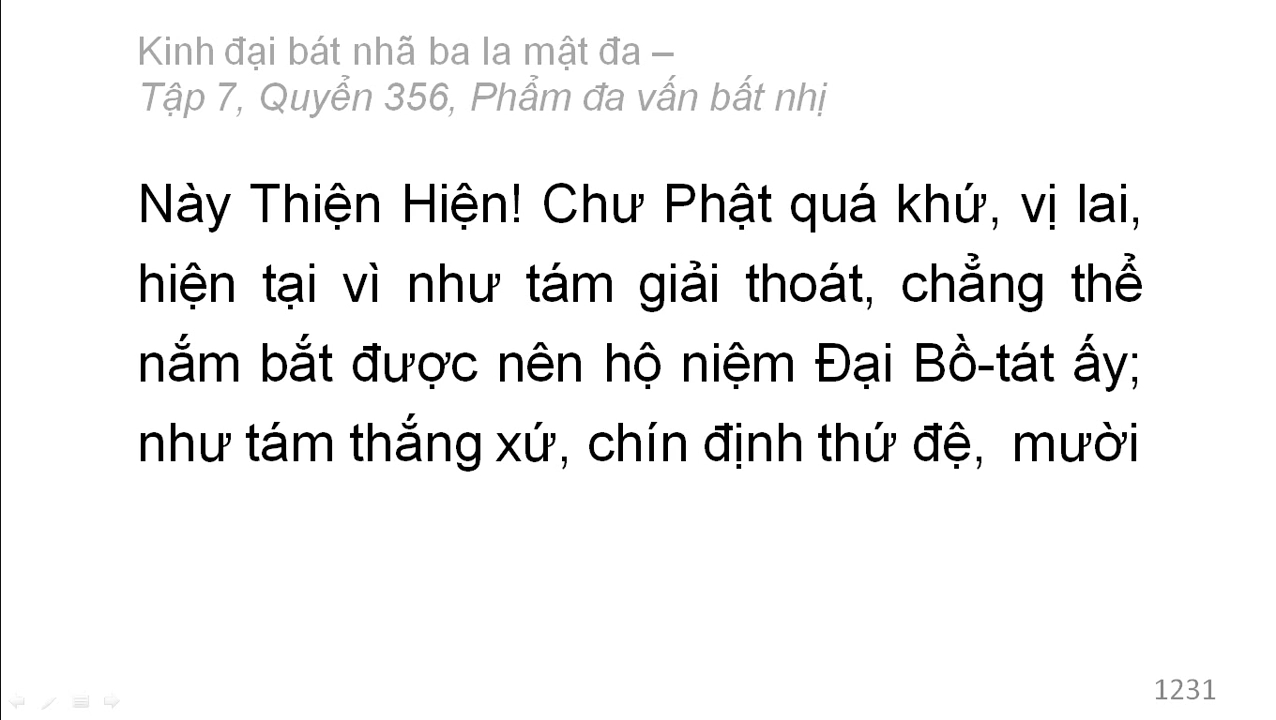 Kinh đại bát nhã ba la mật đa –
Tập 7, Quyển 356, Phẩm đa vấn bất nhị
Này Thiện Hiện! Chư Phật quá khứ, vị lai,
hiện tại vì như tám giải thoát, chẳng thể
nắm bắt được nên hộ niệm Đại Bồ-tát ấy;
như tám thắng xứ, chín định thứ đệ, mười
1231